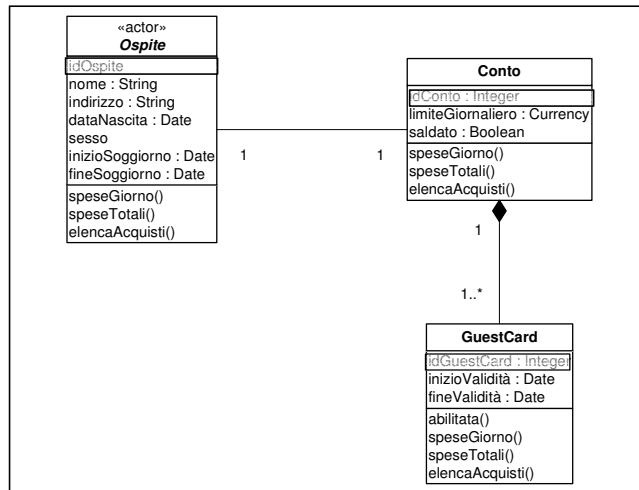 «actor»
Ospite
idOspite
nome : String
indirizzo : String
dataNascita : Date
sesso
inizioSoggiorno : Date
fineSoggiorno : Date
speseGiorno()
speseTotali()
elencaAcquisti()
1
1
Conto
idConto : Integer
limiteGiornaliero : Currency
saldato : Boolean
speseGiorno()
speseTotali()
elencaAcquisti()
1
1..*
GuestCard
idGuestCard : Integer
inizioValidità : Date
fineValidità : Date
abilitata()
speseGiorno()
speseTotali()
elencaAcquisti()